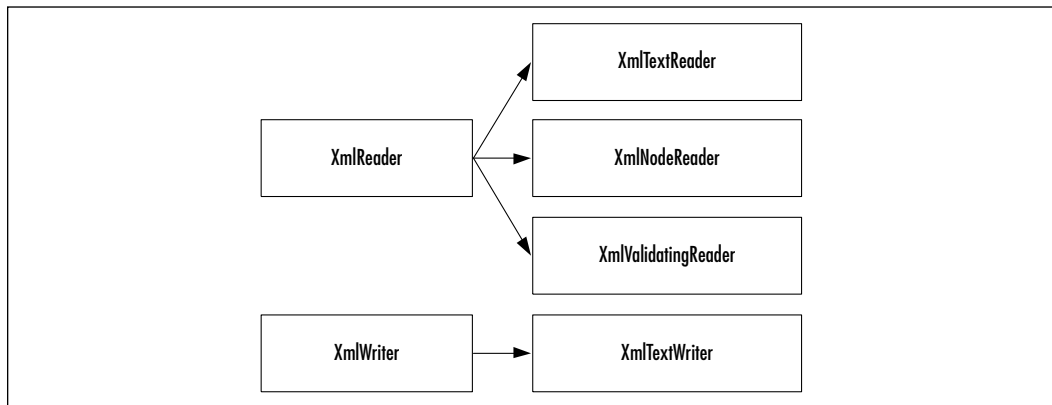 XmlTextReader
XmlReader
XmlNodeReader
XmlValidatingReader
XmlWriter
XmlTextWriter